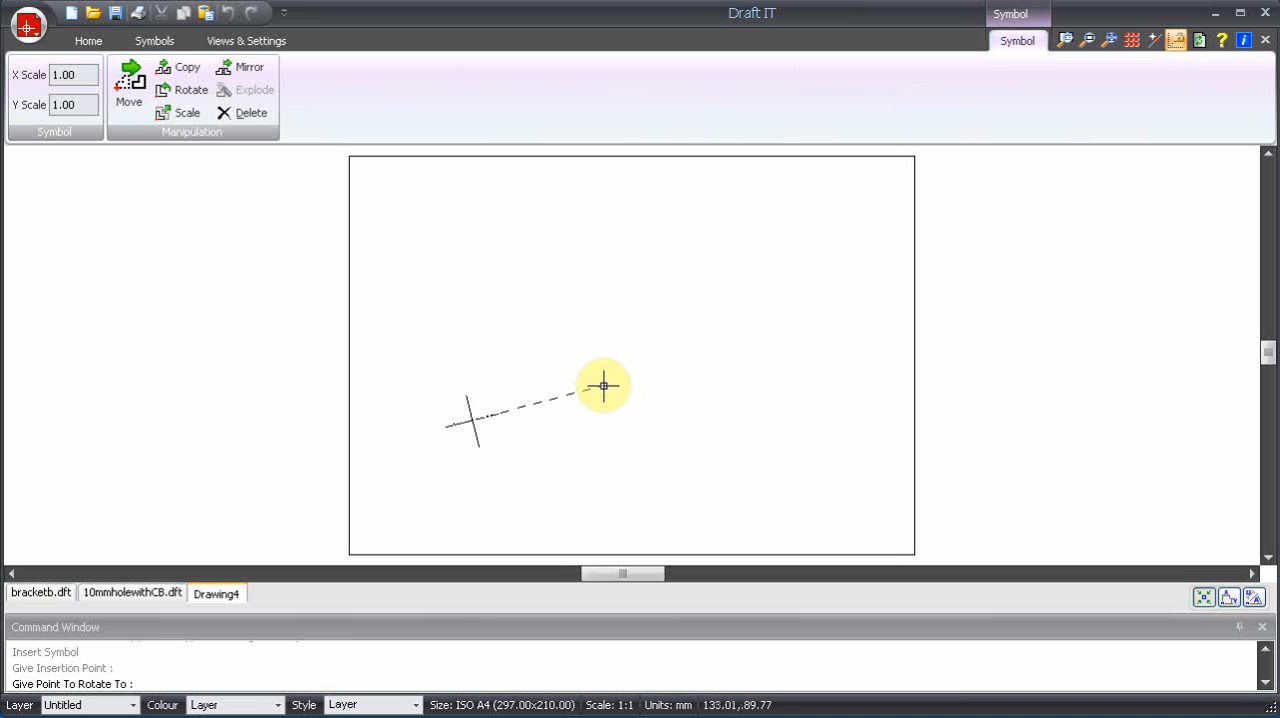 Draft IT
Symbol
Home Symbols Views & Settings Symbol
X Scale 1.00
Y Scale 1.00
Symbol
Move
Copy
Rotate
Scale
Mirror
Explode
Delete
Manipulation
bracketb.dft 10mmholewithCB.dft Drawing4
Command Window
Insert Symbol
Give Insertion Point :
Give Point To Rotate To :
Layer Untitled Colour Layer Style Layer Size: ISO A4 (297.00x210.00) Scale: 1:1 Units: mm 133.01,.89.77